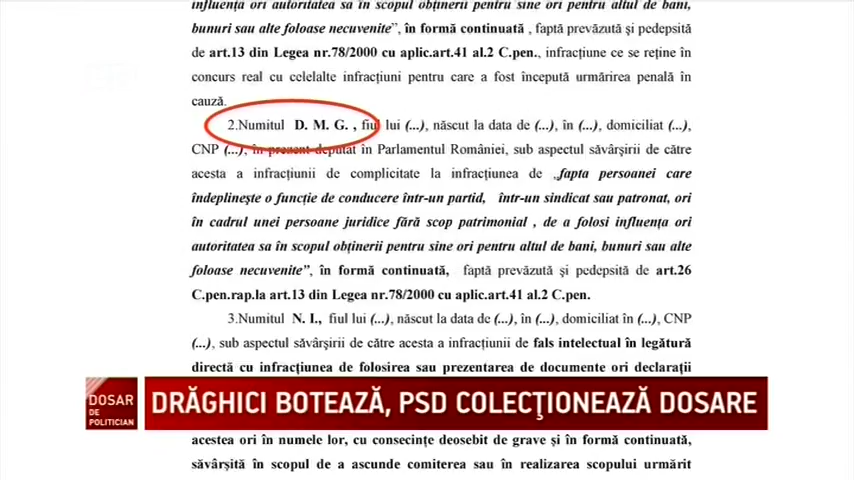 influența ori autoritatea sa în scopul obținerii pentru sine ori pentru altul de bani,
bunuri sau alte foloase necuvenite”, în formă continuată , faptă prevăzută şi pedepsită
de art.13 din Legea nr.78/2000 cu aplic.art.41 al.2 C.pen., infracțiune ce se reține în
concurs real cu celelalte infracțiuni pentru care a fost începută urmărirea penală în
cauză.
2.Numitul D. M. G. , fiul lui (...), născut la data de (...), în (...), domiciliat (...),
CNP (...), în prezent deputat în Parlamentul României, sub aspectul săvârşirii de către
acesta a infracțiunii de complicitate la infracțiunea de „fapta persoanei care
îndeplineşte o funcție de conducere într-un partid, într-un sindicat sau patronat, ori
în cadrul unei persoane juridice fără scop patrimonial , de a folosi influența ori
autoritatea sa în scopul obținerii pentru sine ori pentru altul de bani, bunuri sau alte
foloase necuvenite”, în formă continuată, faptă prevăzută şi pedepsită de art.26
C.pen.rap.la art.13 din Legea nr.78/2000 cu aplic.art.41 al.2 C.pen.
3.Numitul N. I., fiul lui (...), născut la data de (...), în (...), domiciliat în (...), CNP
(...), sub aspectul săvârşirii de către acesta a infracțiunii de fals intelectual în legătură
directă cu infracțiunea de folosirea sau prezentarea de documente ori declarații
DOSAR
DE
POLITICIAN
DRĂGHICI BOTEAZĂ, PSD COLECŢIONEAZĂ DOSARE
acestea ori în numele lor, cu consecințe deosebit de grave şi în formă continuată,
săvârşită în scopul de a ascunde comiterea sau în realizarea scopului urmărit